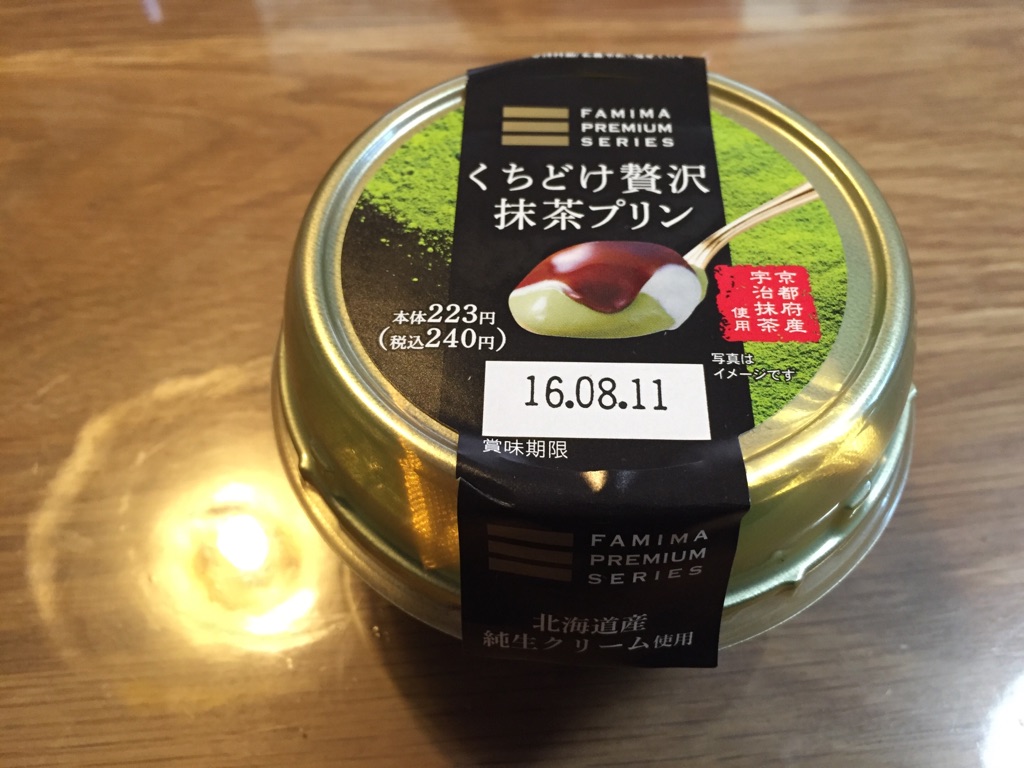 FAMIMA
PREMIUM
SERIES
くちどけ贅沢
抹茶プリン
京都府産
宇治抹茶
使用
本体223円
(税込240円)
写真は
イメージです
16.08.11
賞味期限
FAMIMA
PREMIUM
SERIES
北海道産
純生クリーム使用